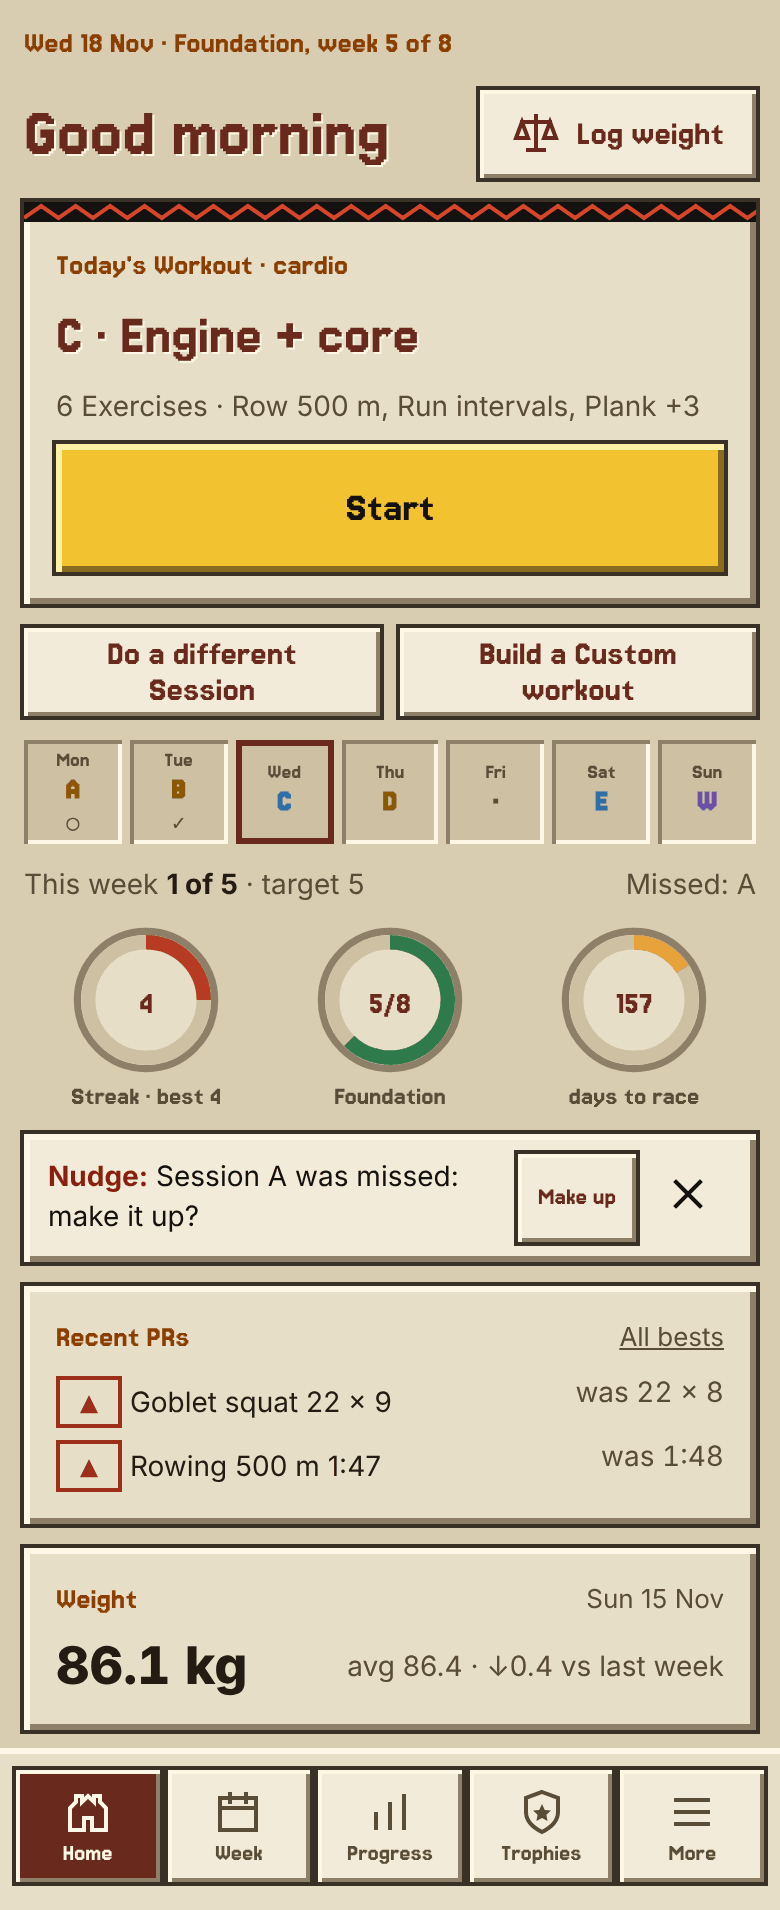 Wed 18 Nov · Foundation, week 5 of 8
Good morning
Log weight
Today's Workout · cardio
C · Engine + core
6 Exercises · Row 500 m, Run intervals, Plank +3
Start
Do a different
Session
Build a Custom
workout
Mon
A
○
Tue
B
✓
Wed
C
Thu
D
Fri
·
Sat
E
Sun
W
This week 1 of 5 · target 5
Missed: A
4
Streak · best 4
5/8
Foundation
157
days to race
Nudge: Session A was missed:
make it up?
Make up
Recent PRs
All bests
▲ Goblet squat 22 × 9
was 22 × 8
▲ Rowing 500 m 1:47
was 1:48
Weight
Sun 15 Nov
86.1 kg
avg 86.4 · ↓0.4 vs last week
Home
Week
Progress
Trophies
More